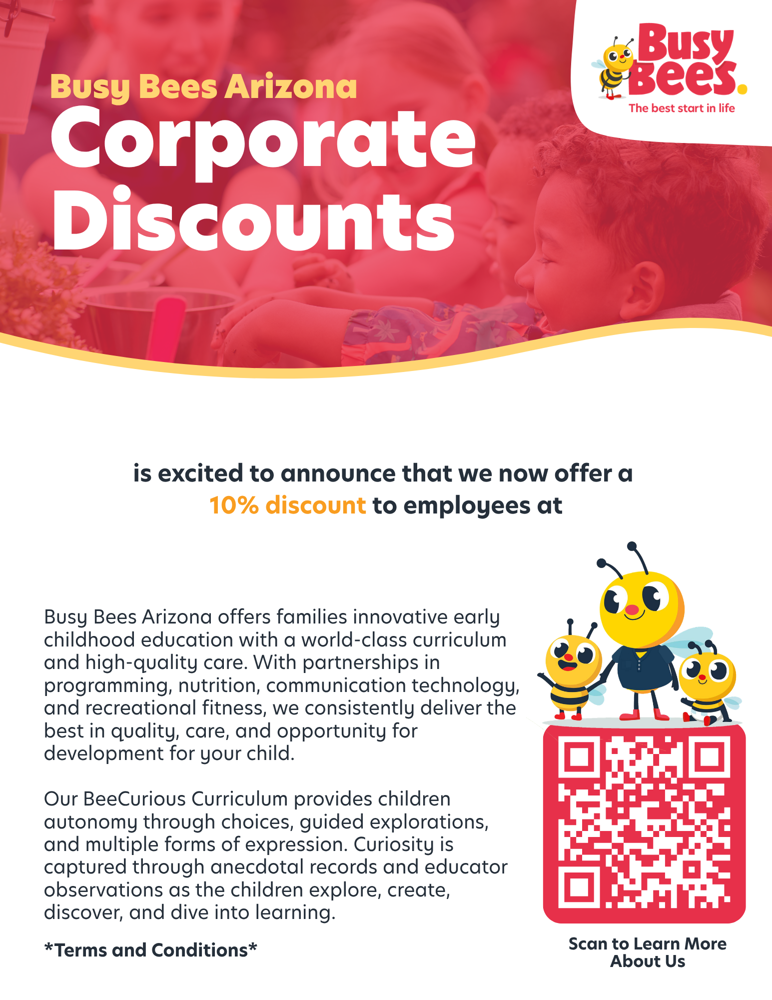 Busy Bees.
The best start in life
Busy Bees Arizona
Corporate
Discounts
is excited to announce that we now offer a
10% discount to employees at
Busy Bees Arizona offers families innovative early
childhood education with a world-class curriculum
and high-quality care. With partnerships in
programming, nutrition, communication technology,
and recreational fitness, we consistently deliver the
best in quality, care, and opportunity for
development for your child.
Our BeeCurious Curriculum provides children
autonomy through choices, guided explorations,
and multiple forms of expression. Curiosity is
captured through anecdotal records and educator
observations as the children explore, create,
discover, and dive into learning.
*Terms and Conditions*
Scan to Learn More
About Us